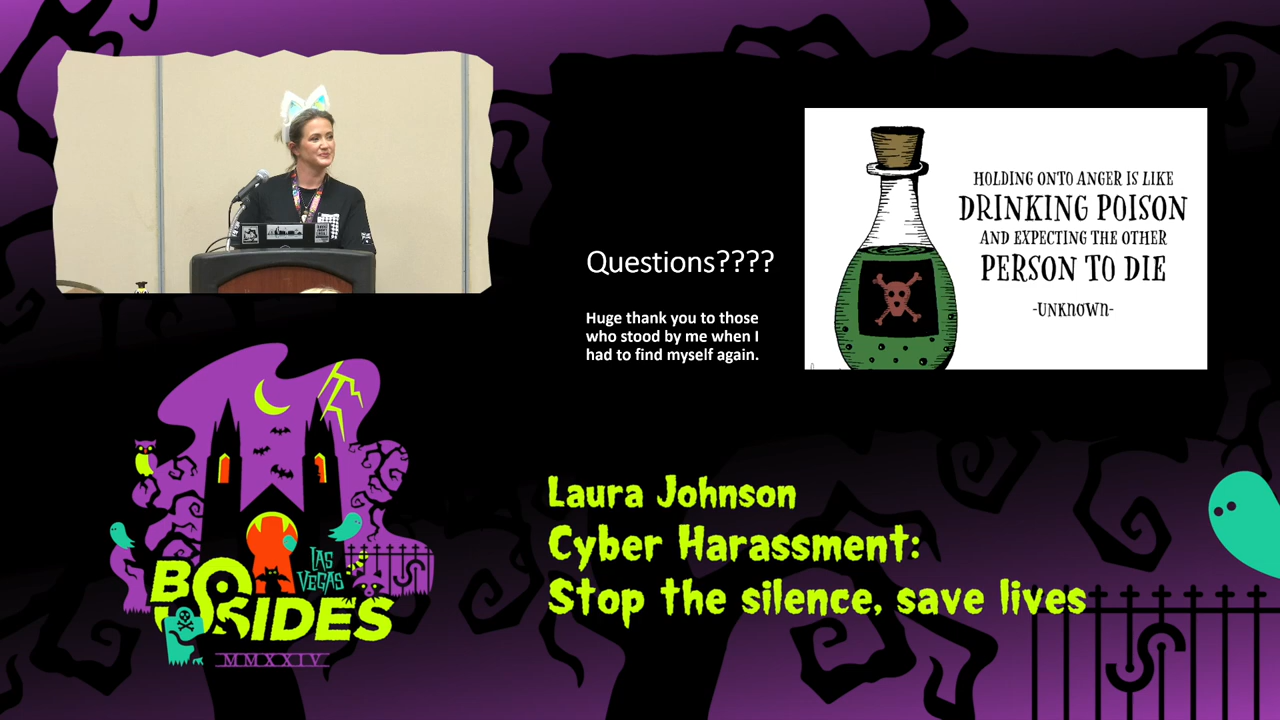 Questions????
Huge thank you to those
who stood by me when I
had to find myself again.
HOLDING ONTO ANGER IS LIKE
DRINKING POISON
AND EXPECTING THE OTHER
PERSON TO DIE
-UNKNOWN-
Laura Johnson
Cyber Harassment:
Stop the silence, save lives
LAS
VEGAS
BSIDES
MMXXIV